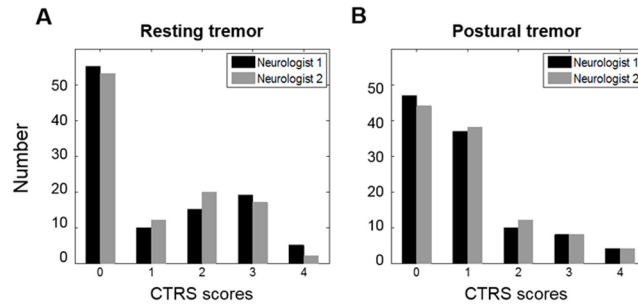 A
Resting tremor
Neurologist 1
Neurologist 2
50
40
30
20
10
0
Number
0 1 2 3 4
CTRS scores
B
Postural tremor
Neurologist 1
Neurologist 2
50
40
30
20
10
0
0 1 2 3 4
CTRS scores